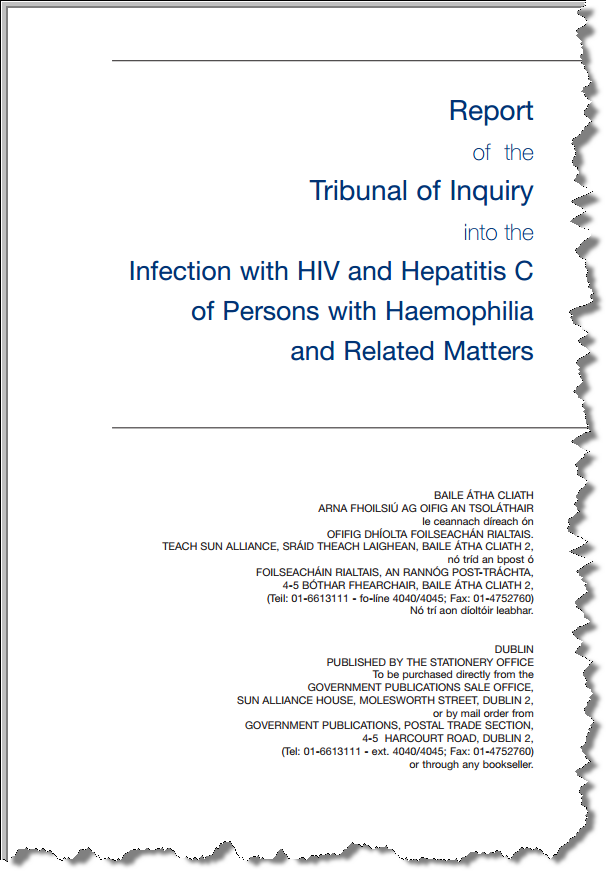 Report
of the
Tribunal of Inquiry
into the
Infection with HIV and Hepatitis C
of Persons with Haemophilia
and Related Matters
BAILE ÁTHA CLIATH
ARNA FHOILSIÚ AG OIFIG AN TSOLÁTHAIR
le ceannach díreach ón
OFIFIG DHÍOLTA FOILSEACHÁN RIALTAIS.
TEACH SUN ALLIANCE, SRÁID THEACH LAIGHEAN, BAILE ÁTHA CLIATH 2,
nó tríd an bpost ó
FOILSEACHÁIN RIALTAIS, AN RANNÓG POST-TRÁCHTA,
4-5 BÓTHAR FHEARCHAIR, BAILE ÁTHA CLIATH 2,
(Teil: 01-6613111 - fo-líne 4040/4045; Fax: 01-4752760)
Nó trí aon díoltóir leabhar.
DUBLIN
PUBLISHED BY THE STATIONERY OFFICE
To be purchased directly from the
GOVERNMENT PUBLICATIONS SALE OFFICE,
SUN ALLIANCE HOUSE, MOLESWORTH STREET, DUBLIN 2,
or by mail order from
GOVERNMENT PUBLICATIONS, POSTAL TRADE SECTION,
4-5 HARCOURT ROAD, DUBLIN 2,
(Tel: 01-6613111 - ext. 4040/4045; Fax: 01-4752760)
or through any bookseller.